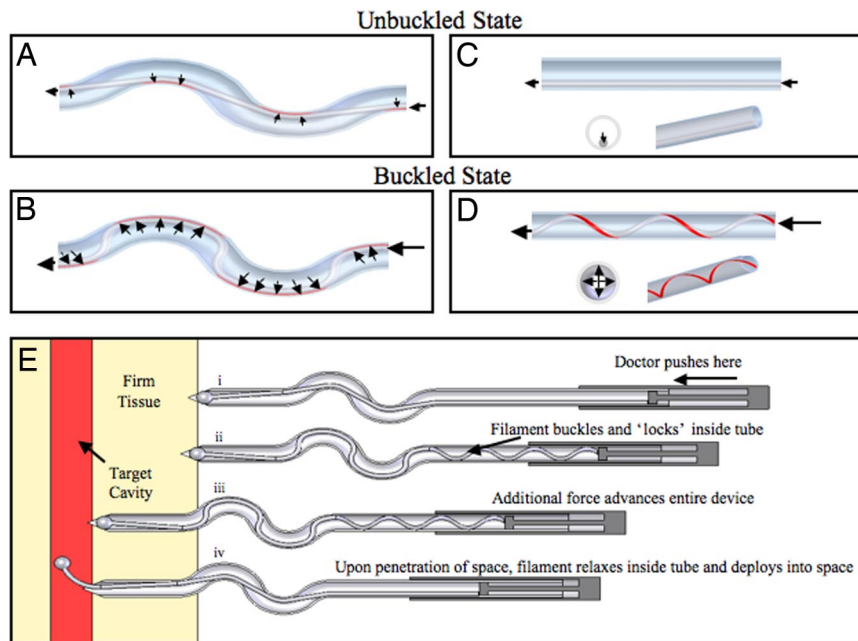 Unbuckled State
A
C
Buckled State
B
D
E
Firm
Tissue
Target
Cavity
i
Doctor pushes here
ii
Filament buckles and ‘locks’ inside tube
iii
Additional force advances entire device
iv
Upon penetration of space, filament relaxes inside tube and deploys into space